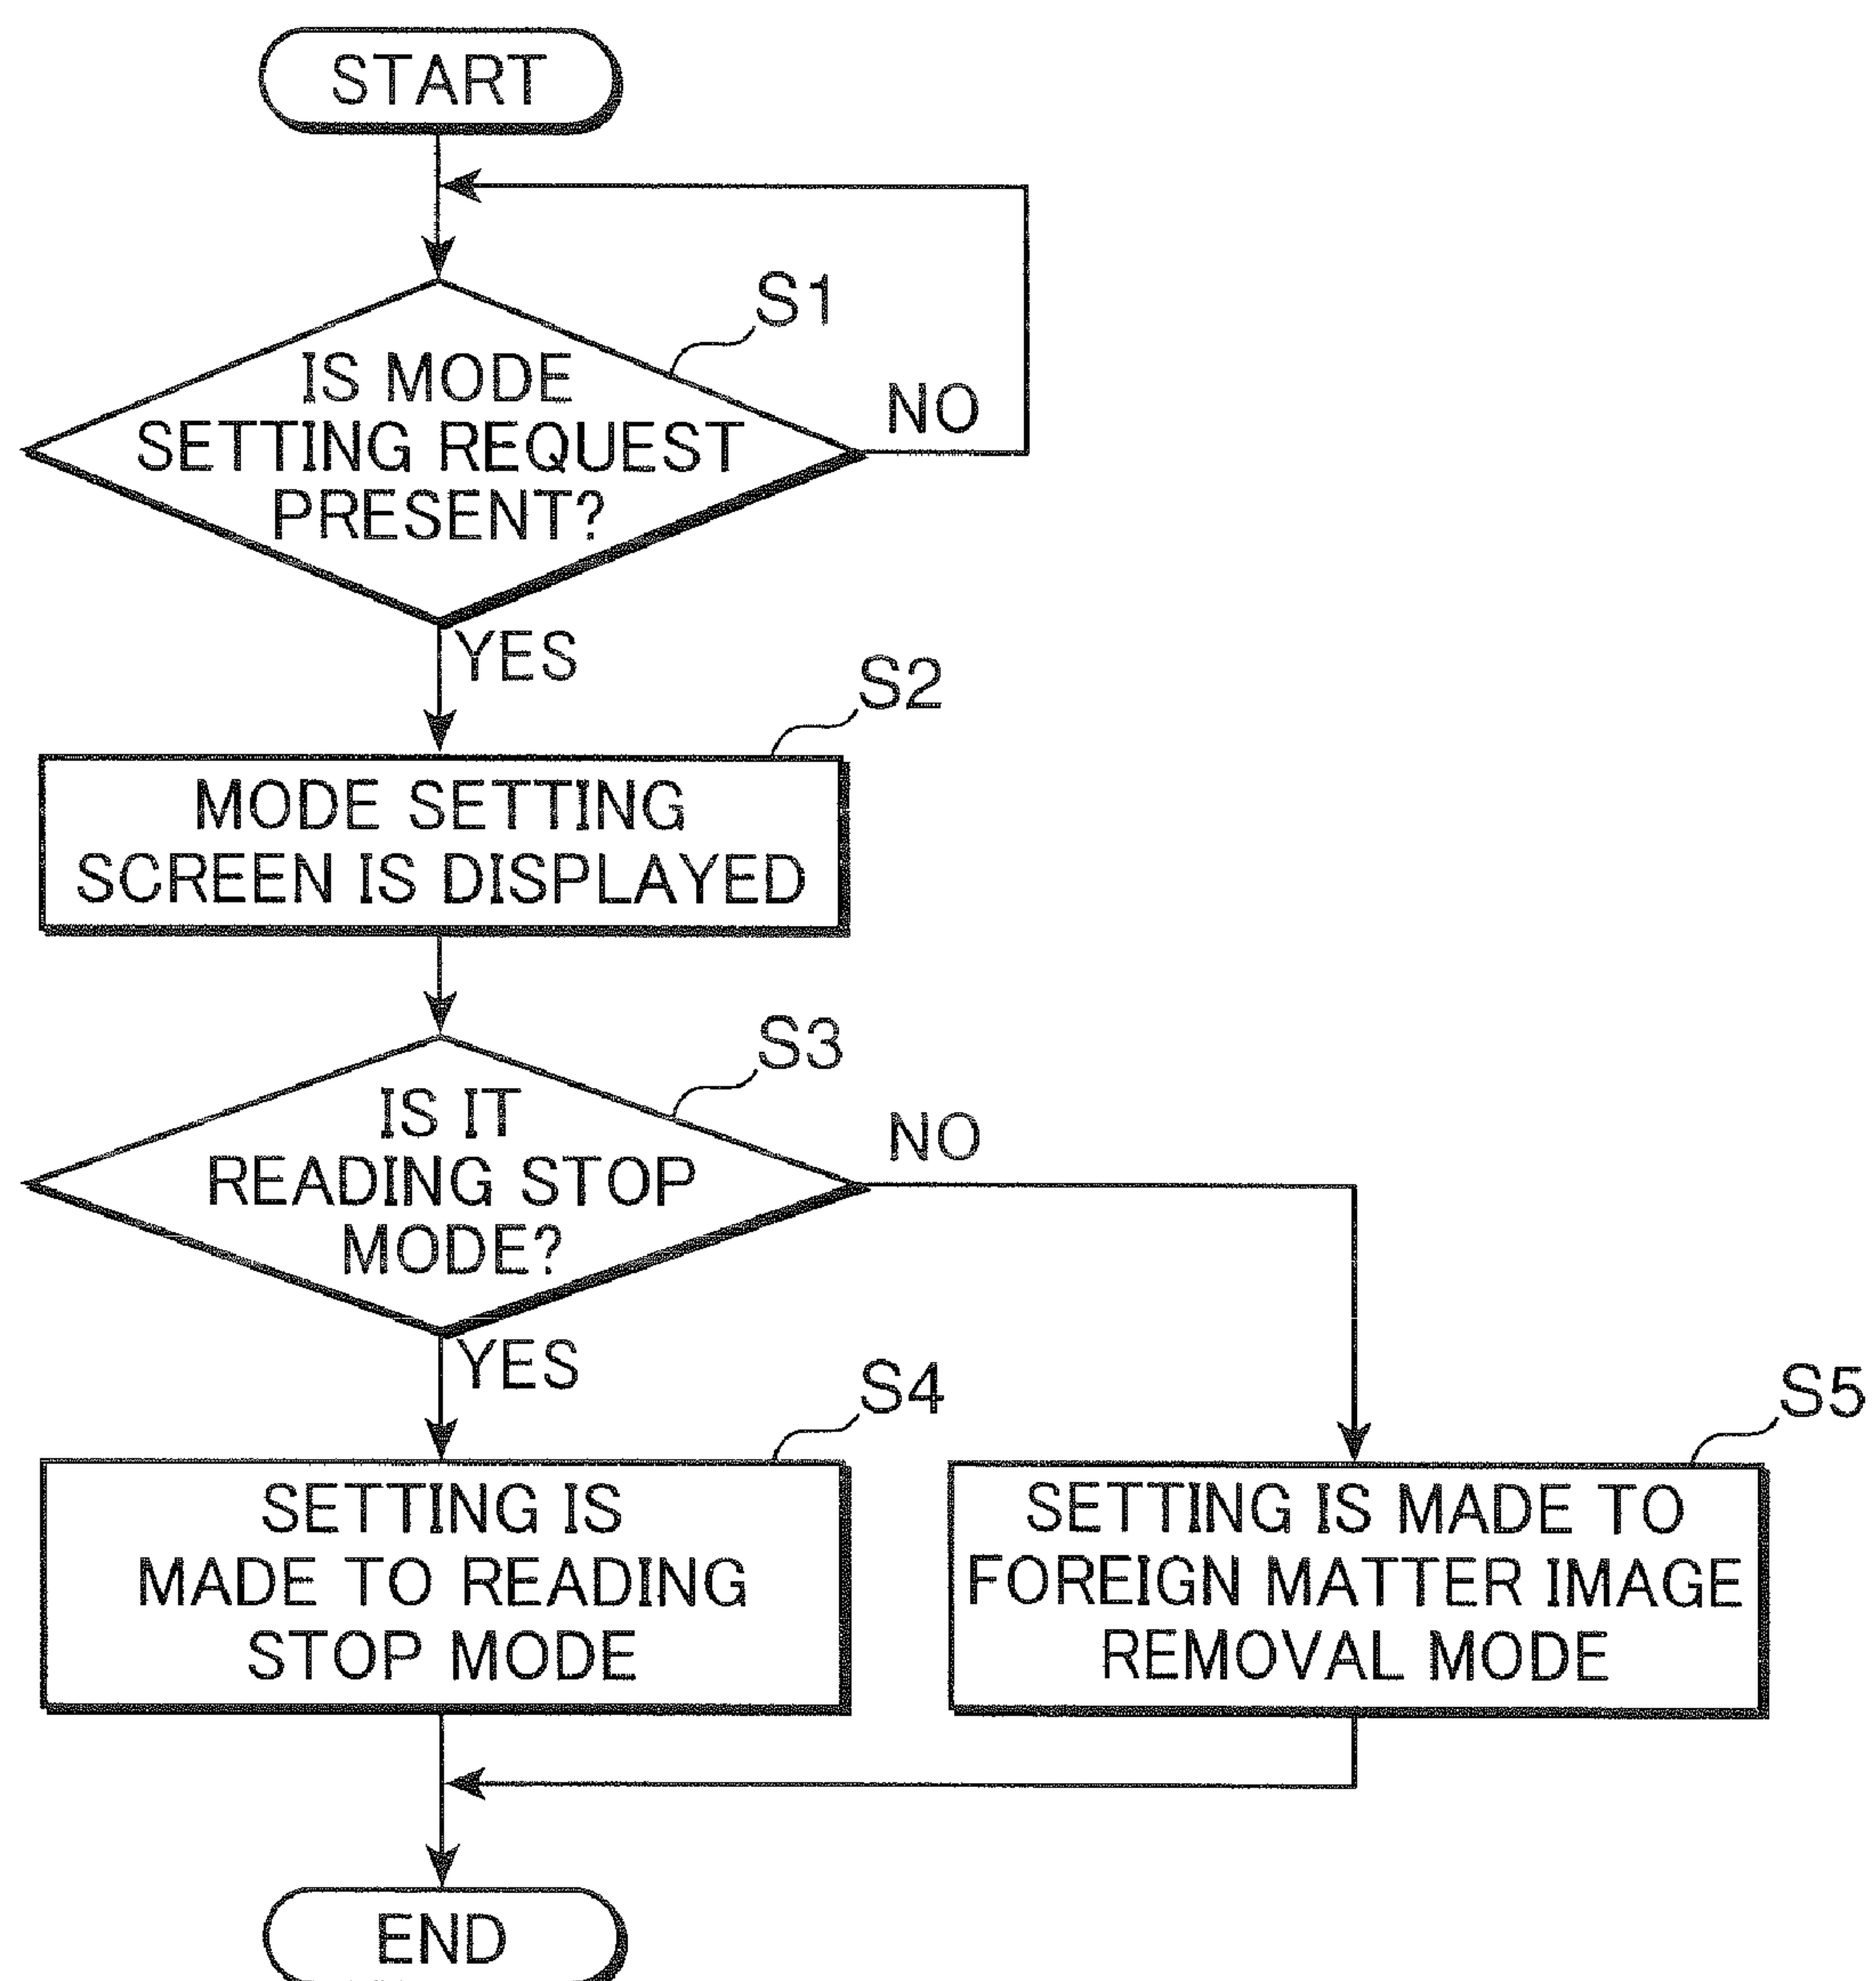 START
S1
IS MODE
SETTING REQUEST
PRESENT?
NO
YES
S2
MODE SETTING
SCREEN IS DISPLAYED
S3
IS IT
READING STOP
MODE?
NO
YES
S4
SETTING IS
MADE TO READING
STOP MODE
S5
SETTING IS MADE TO
FOREIGN MATTER IMAGE
REMOVAL MODE
END